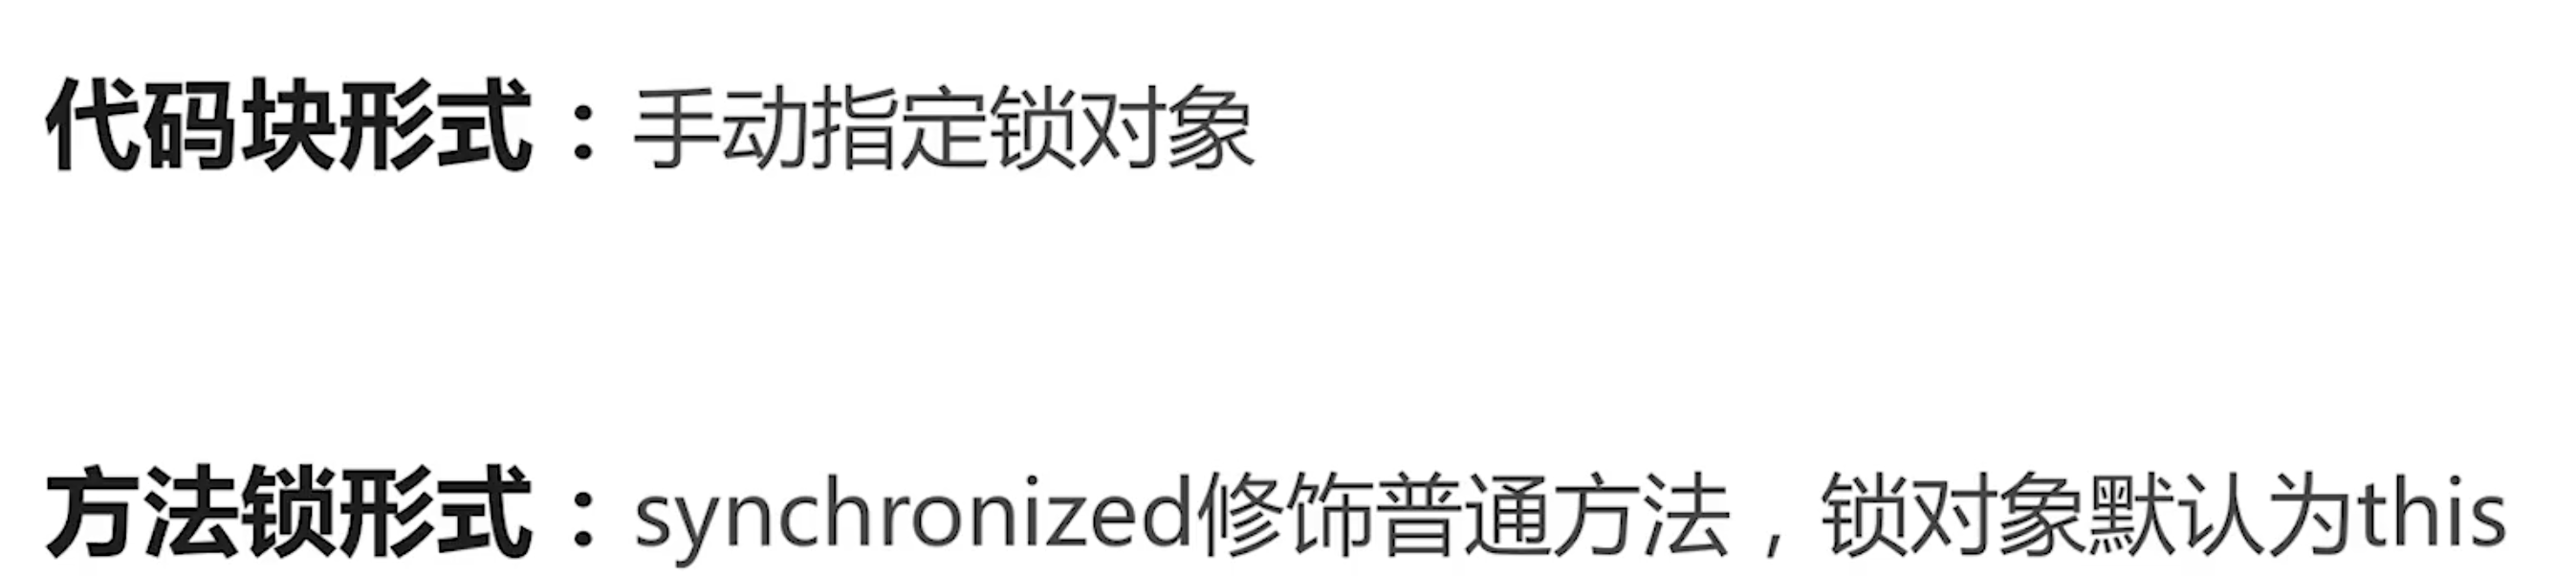 代码块形式：手动指定锁对象
方法锁形式：synchronized修饰普通方法，锁对象默认为this